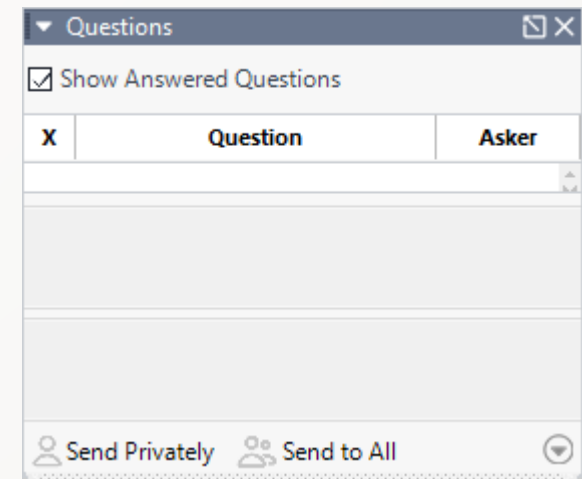 Questions
Show Answered Questions
X Question Asker
Send Privately Send to All